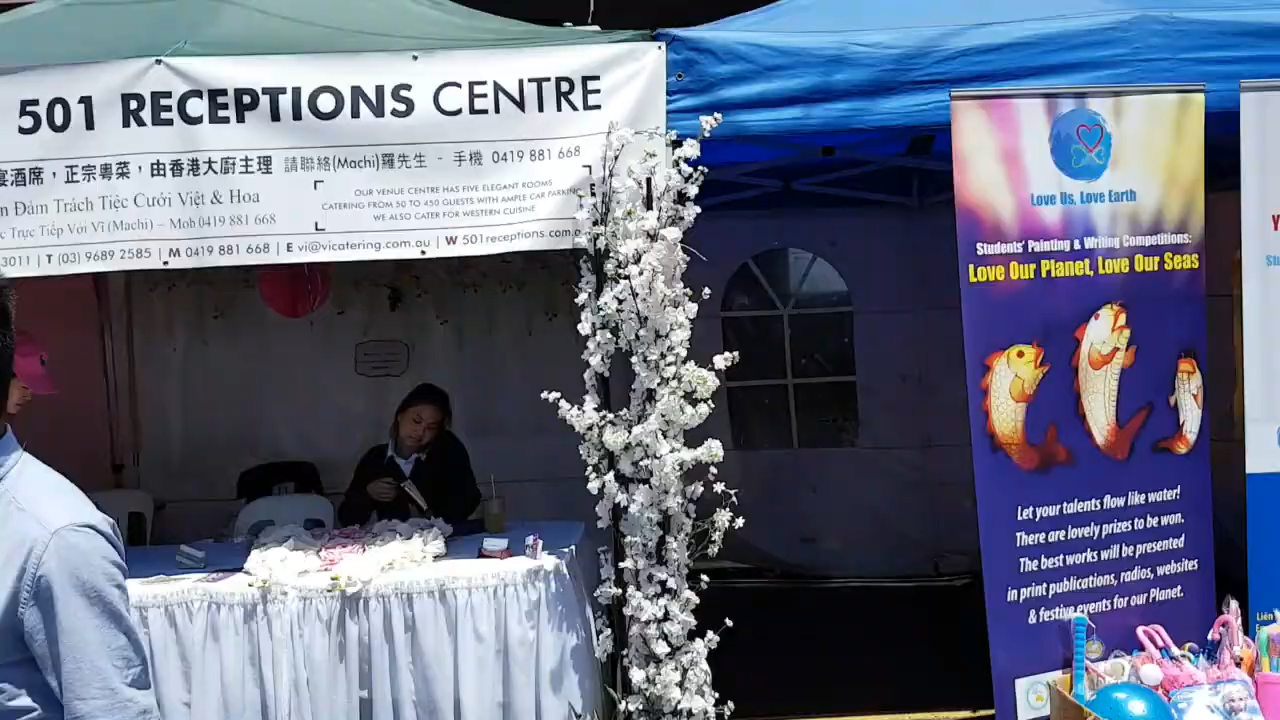 501 RECEPTIONS CENTRE
宴酒席，正宗粵菜，由香港大廚主理 請聯絡(Machi)羅先生 - 手機 0419 881 668
n Đảm Trách Tiệc Cưới Việt & Hoa
c Trực Tiếp Với Vĩ (Machi) – Mob 0419 881 668
OUR VENUE CENTRE HAS FIVE ELEGANT ROOMS
CATERING FROM 50 TO 450 GUESTS WITH AMPLE CAR PARKING
WE ALSO CATER FOR WESTERN CUISINE
3011 | T (03) 9689 2585 | M 0419 881 668 | E vi@vicatering.com.au | W 501receptions.com.a
Love Us, Love Earth
Students' Painting & Writing Competitions:
Love Our Planet, Love Our Seas
Let your talents flow like water!
There are lovely prizes to be won.
The best works will be presented
in print publications, radios, websites
& festive events for our Planet.
Liên